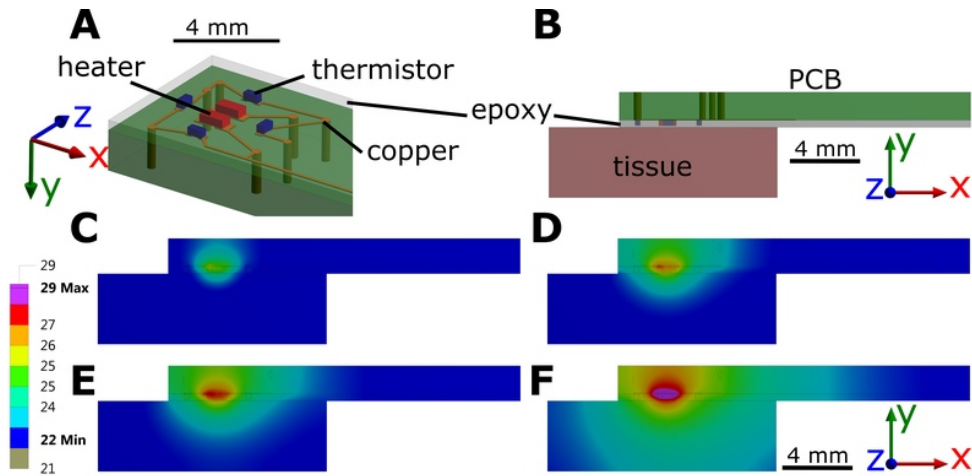 A
4 mm
heater
thermistor
epoxy
copper
z
x
y
B
PCB
tissue
4 mm
y
z
x
C
D
29
29 Max
27
26
25
25
24
22 Min
21
E
F
4 mm
y
z
x